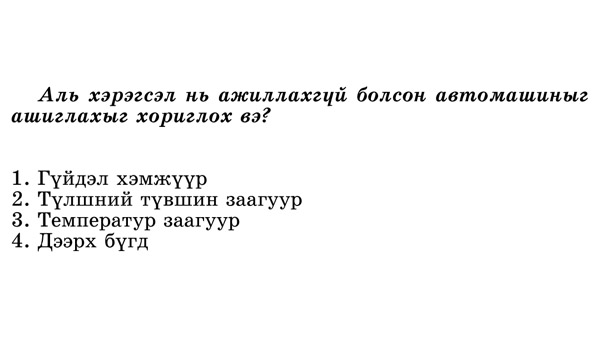 Аль хэрэгсэл нь ажиллахгүй болсон автомашиныг
ашиглахыг хориглох вэ?
1. Гүйдэл хэмжүүр
2. Түлшний түвшин заагуур
3. Температур заагуур
4. Дээрх бүгд